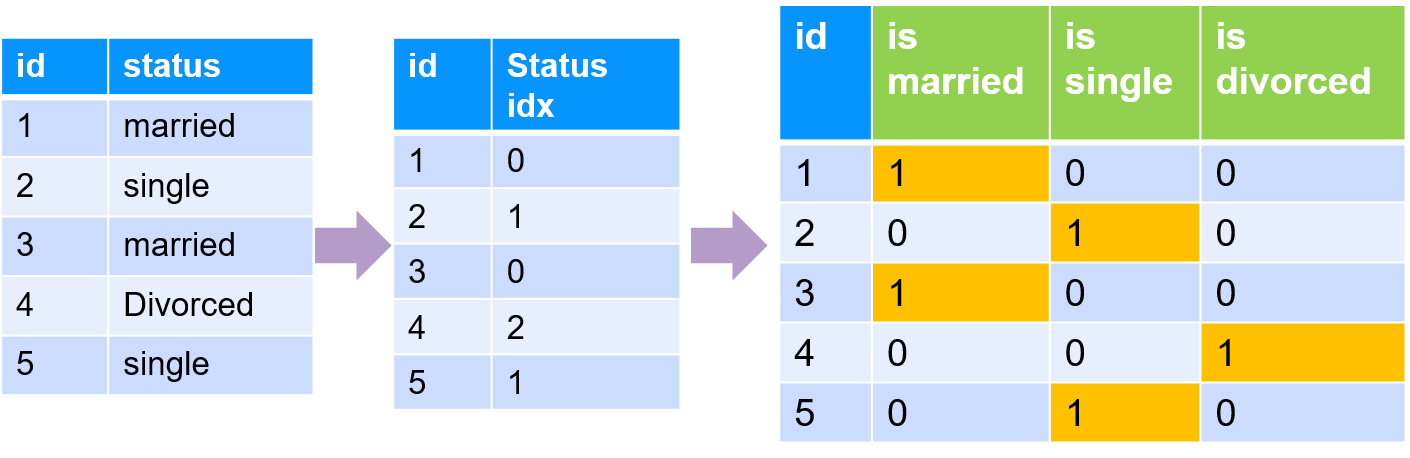 id status
1 married
2 single
3 married
4 Divorced
5 single
id Status
idx
1 0
2 1
3 0
4 2
5 1
id is is is
married single divorced
1 1 0 0
2 0 1 0
3 1 0 0
4 0 0 1
5 0 1 0